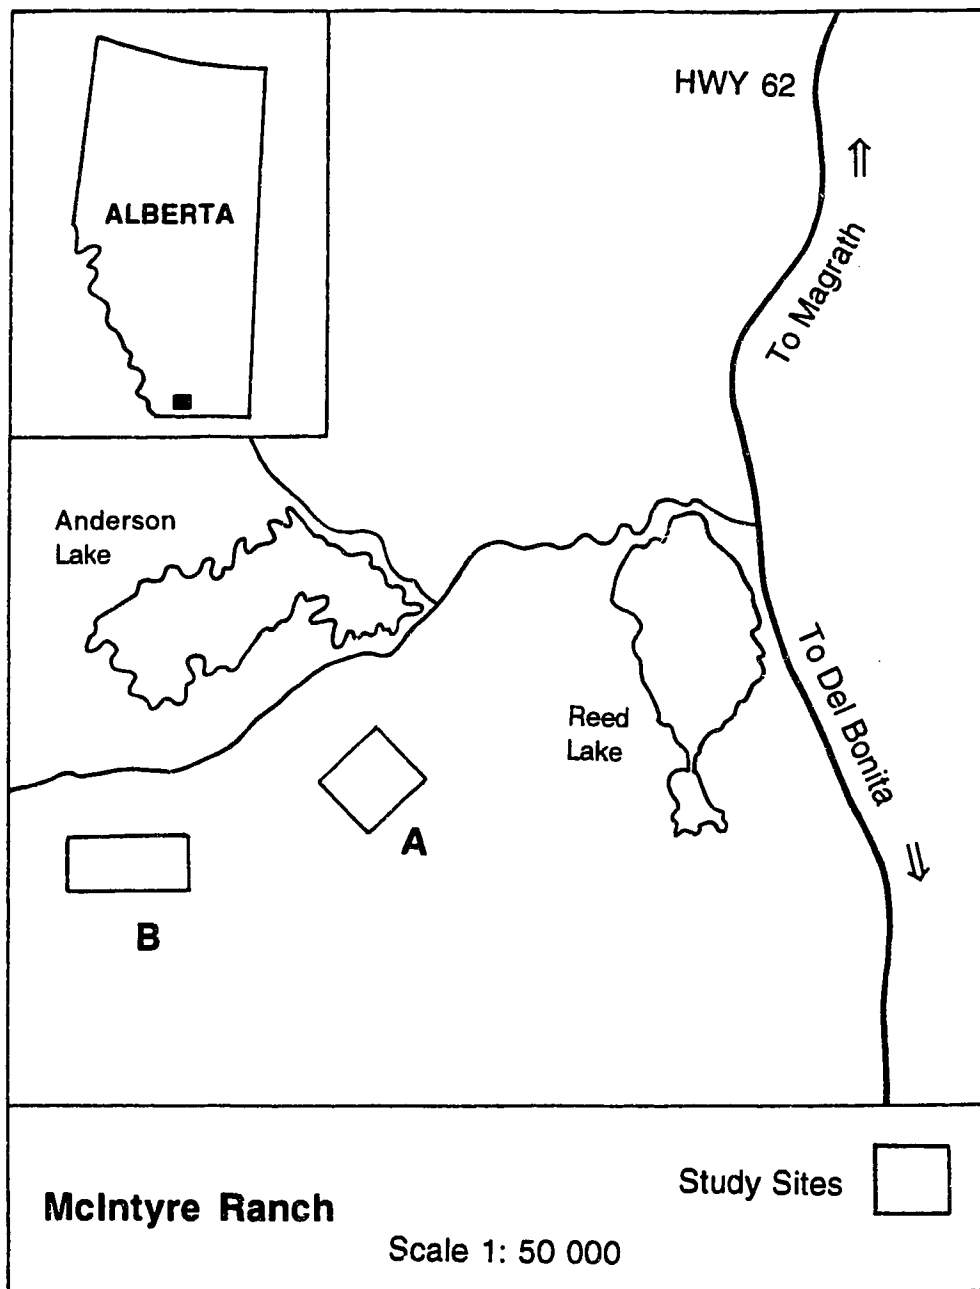 HWY 62
ALBERTA
To Magrath
Anderson
Lake
To Del Bonita
Reed
Lake
A
B
Study Sites
McIntyre Ranch
Scale 1: 50 000